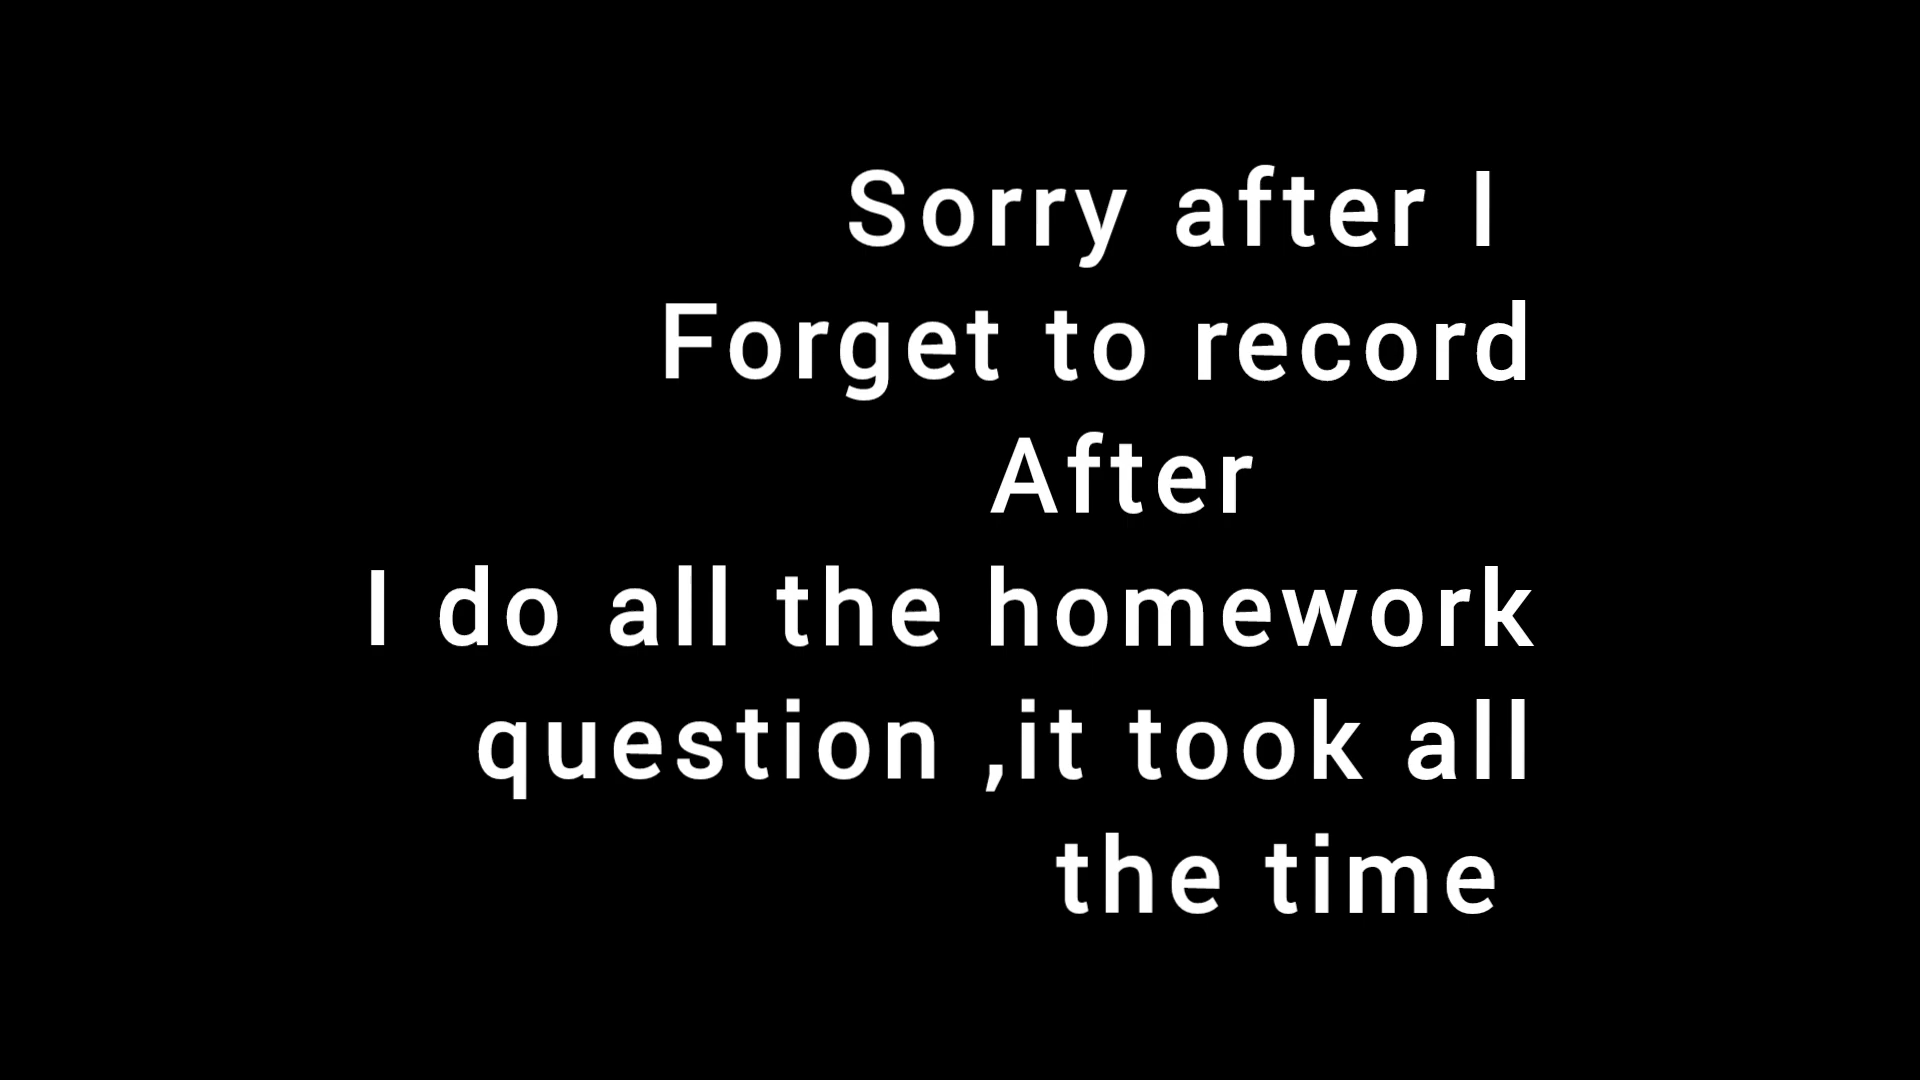 Sorry after I
Forget to record
After
I do all the homework
question ,it took all
the time